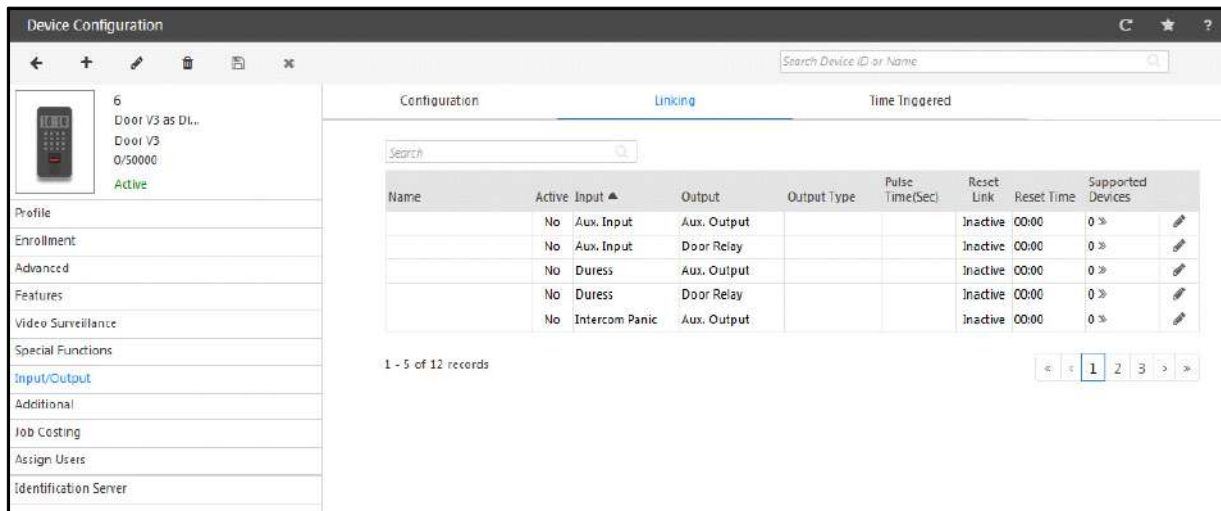 Device Configuration
?
Search Device ID or Name
6
Door V3 as Di...
Door V3
0/50000
Active
Profile
Enrollment
Advanced
Features
Video Surveillance
Special Functions
Input/Output
Additional
Job Costing
Assign Users
Identification Server
Configuration Linking Time Triggered
Search
Name Active Input ▲ Output Output Type Pulse Time(Sec) Reset Link Reset Time Supported Devices
No Aux. Input Aux. Output Inactive 00:00 0 »
No Aux. Input Door Relay Inactive 00:00 0 »
No Duress Aux. Output Inactive 00:00 0 »
No Duress Door Relay Inactive 00:00 0 »
No Intercom Panic Aux. Output Inactive 00:00 0 »
1 - 5 of 12 records
« ‹ 1 2 3 › »